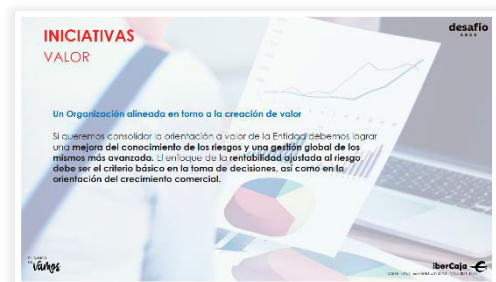 INICIATIVAS
VALOR
desafío
Un Organización alineada en torno a la creación de valor
Si queremos consolidar la orientación a valor de la Entidad debemos lograr
una mejora del conocimiento de los riesgos y una gestión global de los
mismos más avanzada. El enfoque de la rentabilidad ajustada al riesgo
debe ser el criterio básico en la toma de decisiones, así como en la
orientación del crecimiento comercial.
vamos
iberCaja